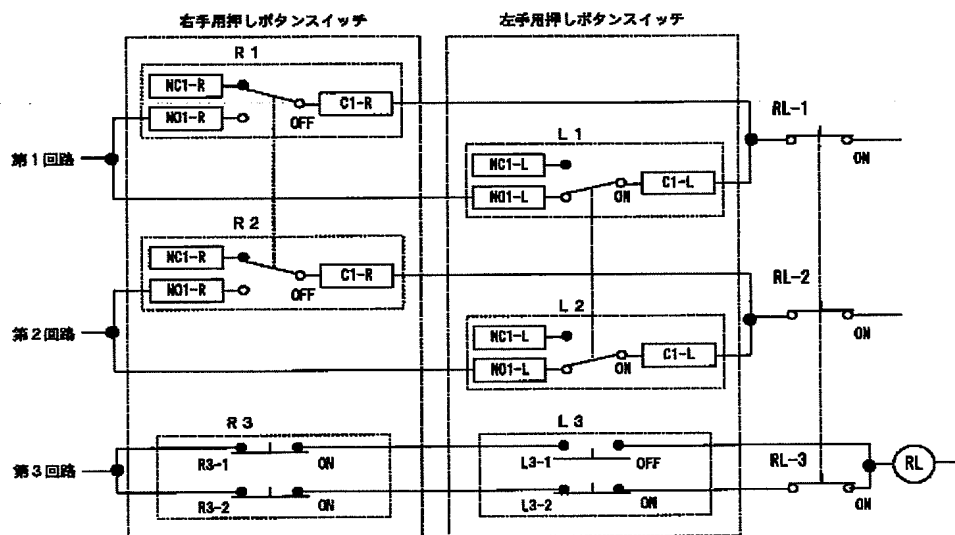 右手用押しボタンスイッチ
左手用押しボタンスイッチ
R1
NC1-R
NO1-R
C1-R
OFF
RL-1
ON
第1回路
L1
NC1-L
NO1-L
C1-L
ON
R2
NC1-R
NO1-R
C1-R
OFF
RL-2
ON
第2回路
L2
NC1-L
NO1-L
C1-L
ON
R3
L3
第3回路
R3-1
ON
L3-1
OFF
RL-3
RL
R3-2
ON
L3-2
ON
ON